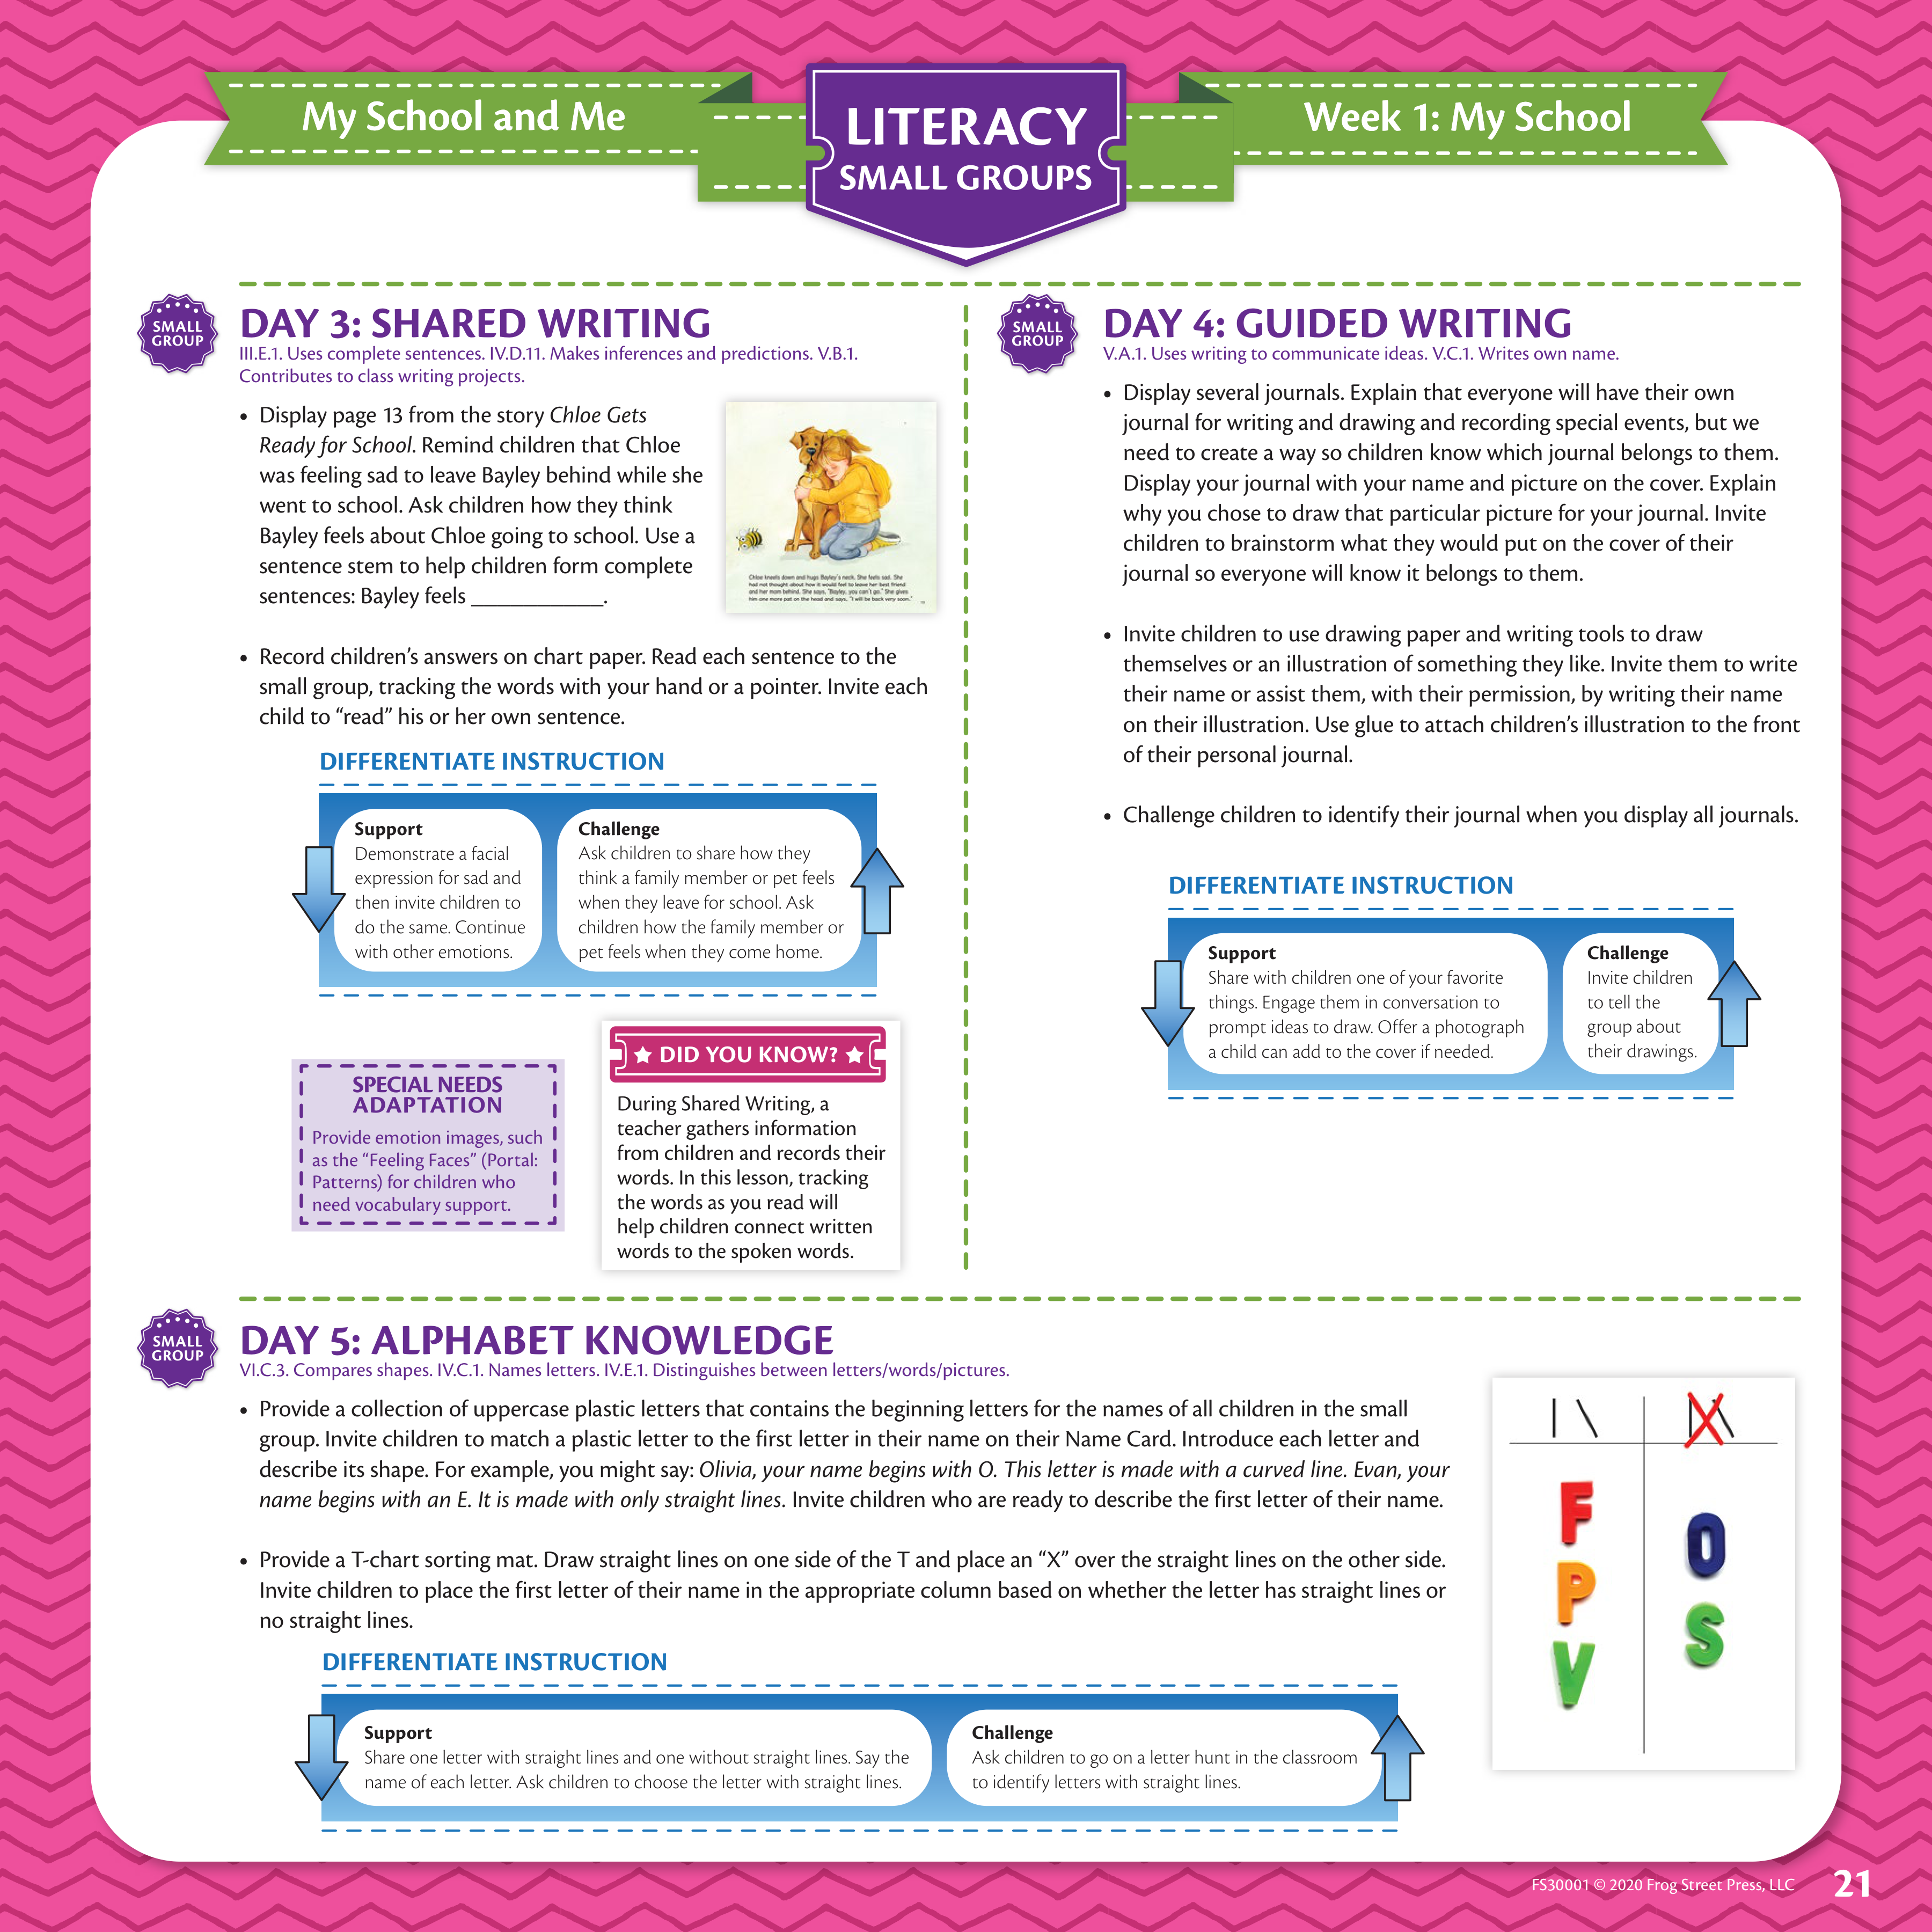 My School and Me
LITERACY
SMALL GROUPS
Week 1: My School
SMALL
GROUP
DAY 3: SHARED WRITING
III.E.1. Uses complete sentences. IV.D.11. Makes inferences and predictions. V.B.1.
Contributes to class writing projects.
• Display page 13 from the story Chloe Gets
Ready for School. Remind children that Chloe
was feeling sad to leave Bayley behind while she
went to school. Ask children how they think
Bayley feels about Chloe going to school. Use a
sentence stem to help children form complete
sentences: Bayley feels ____________.
Chloe kneels down and hugs Bayley's neck. She feels sad. She
had not thought about how it would feel to leave her best friend
and her mom behind. She says, "Bayley, you can't go." She gives
him one more pat on the head and says, "I will be back very soon."
13
• Record children's answers on chart paper. Read each sentence to the
small group, tracking the words with your hand or a pointer. Invite each
child to “read” his or her own sentence.
DIFFERENTIATE INSTRUCTION
Support
Demonstrate a facial
expression for sad and
then invite children to
do the same. Continue
with other emotions.
Challenge
Ask children to share how they
think a family member or pet feels
when they leave for school. Ask
children how the family member or
pet feels when they come home.
SPECIAL NEEDS
ADAPTATION
Provide emotion images, such
as the “Feeling Faces” (Portal:
Patterns) for children who
need vocabulary support.
DID YOU KNOW?
During Shared Writing, a
teacher gathers information
from children and records their
words. In this lesson, tracking
the words as you read will
help children connect written
words to the spoken words.
SMALL
GROUP
DAY 4: GUIDED WRITING
V.A.1. Uses writing to communicate ideas. V.C.1. Writes own name.
• Display several journals. Explain that everyone will have their own
journal for writing and drawing and recording special events, but we
need to create a way so children know which journal belongs to them.
Display your journal with your name and picture on the cover. Explain
why you chose to draw that particular picture for your journal. Invite
children to brainstorm what they would put on the cover of their
journal so everyone will know it belongs to them.
• Invite children to use drawing paper and writing tools to draw
themselves or an illustration of something they like. Invite them to write
their name or assist them, with their permission, by writing their name
on their illustration. Use glue to attach children’s illustration to the front
of their personal journal.
• Challenge children to identify their journal when you display all journals.
DIFFERENTIATE INSTRUCTION
Support
Share with children one of your favorite
things. Engage them in conversation to
prompt ideas to draw. Offer a photograph
a child can add to the cover if needed.
Challenge
Invite children
to tell the
group about
their drawings.
SMALL
GROUP
DAY 5: ALPHABET KNOWLEDGE
VI.C.3. Compares shapes. IV.C.1. Names letters. IV.E.1. Distinguishes between letters/words/pictures.
• Provide a collection of uppercase plastic letters that contains the beginning letters for the names of all children in the small
group. Invite children to match a plastic letter to the first letter in their name on their Name Card. Introduce each letter and
describe its shape. For example, you might say: Olivia, your name begins with O. This letter is made with a curved line. Evan, your
name begins with an E. It is made with only straight lines. Invite children who are ready to describe the first letter of their name.
• Provide a T-chart sorting mat. Draw straight lines on one side of the T and place an “X” over the straight lines on the other side.
Invite children to place the first letter of their name in the appropriate column based on whether the letter has straight lines or
no straight lines.
DIFFERENTIATE INSTRUCTION
Support
Share one letter with straight lines and one without straight lines. Say the
name of each letter. Ask children to choose the letter with straight lines.
Challenge
Ask children to go on a letter hunt in the classroom
to identify letters with straight lines.
X
F
P
V
O
S
FS30001 © 2020 Frog Street Press, LLC
21